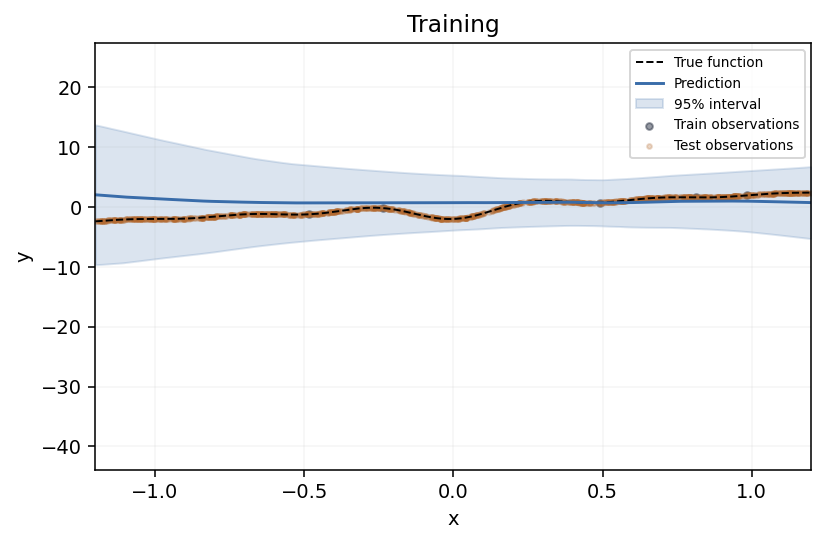 Training
20
10
0
−10
−20
−30
−40
y
−1.0
−0.5
0.0
0.5
1.0
x
True function
Prediction
95% interval
Train observations
Test observations